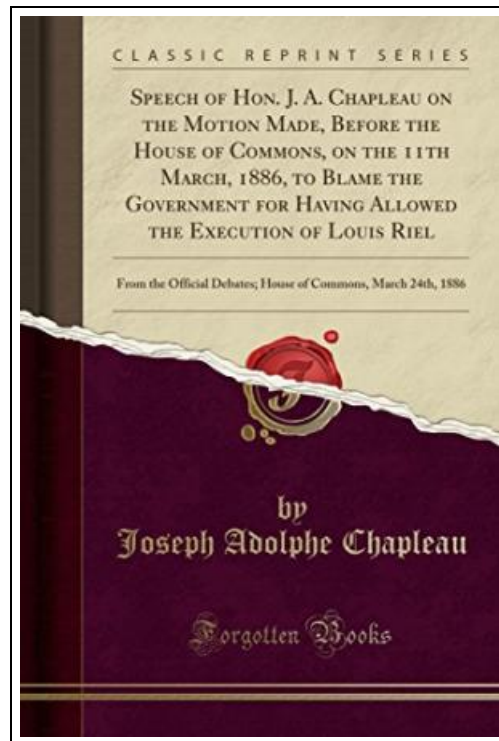 CLASSIC REPRINT SERIES
SPEECH OF HON. J. A. CHAPLEAU ON
THE MOTION MADE, BEFORE THE
HOUSE OF COMMONS, ON THE 11TH
MARCH, 1886, TO BLAME THE
GOVERNMENT FOR HAVING ALLOWED
THE EXECUTION OF LOUIS RIEL
From the Official Debates; House of Commons, March 24th, 1886
by
Joseph Adolphe Chapleau
Forgotten Books